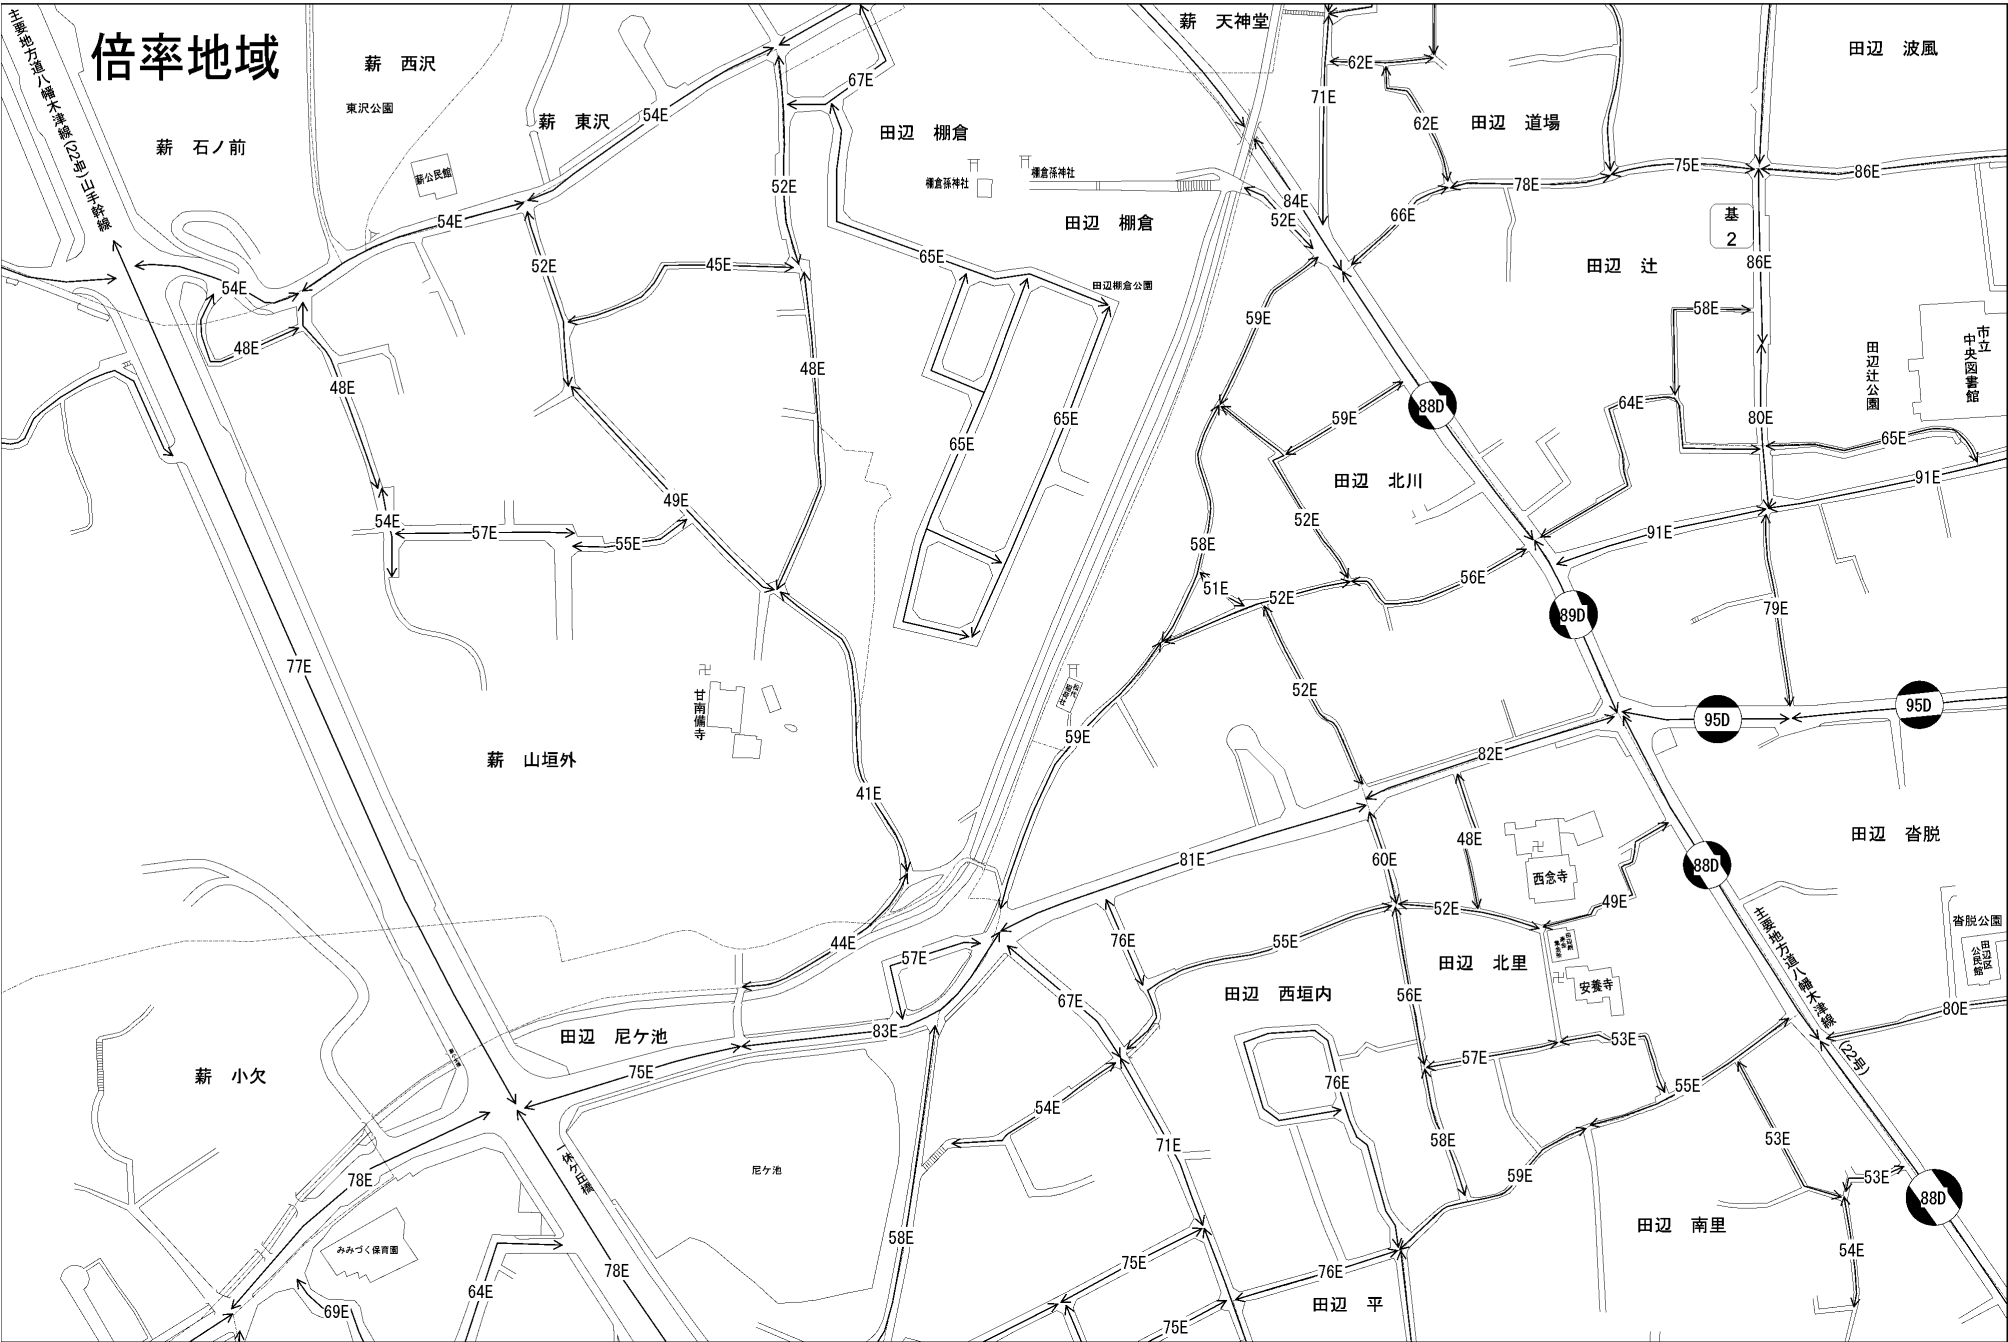 倍率地域
主要地方道八幡木津線(22号)山手幹線
薪 西沢
東沢公園
薪 石ノ前
薪 東沢
薪公民館
薪 天神堂
田辺 波風
67E
54E
62E
71E
62E
田辺 道場
田辺 棚倉
棚倉孫神社
棚倉孫神社
75E
86E
78E
52E
54E
田辺 棚倉
84E
52E
66E
基
2
86E
田辺 辻
52E
45E
65E
54E
田辺棚倉公園
58E
59E
48E
48E
48E
市立
中央図書館
田辺辻公園
88D
64E
59E
80E
65E
65E
65E
田辺 北川
91E
49E
54E
57E
55E
52E
91E
58E
51E
52E
56E
79E
89D
77E
甘南備寺
52E
95D
95D
59E
82E
薪 山垣外
41E
田辺 沓脱
48E
60E
81E
88D
西念寺
49E
52E
沓脱公園
田辺区
公民館
主要地方道八幡木津線
(22号)
76E
55E
44E
57E
田辺 北里
安養寺
田辺 西垣内
56E
67E
80E
83E
田辺 尼ケ池
53E
57E
75E
薪 小欠
76E
55E
54E
58E
53E
71E
休ケ丘橋
尼ケ池
78E
59E
53E
88D
田辺 南里
58E
みみづく保育園
54E
75E
76E
78E
64E
69E
田辺 平
75E